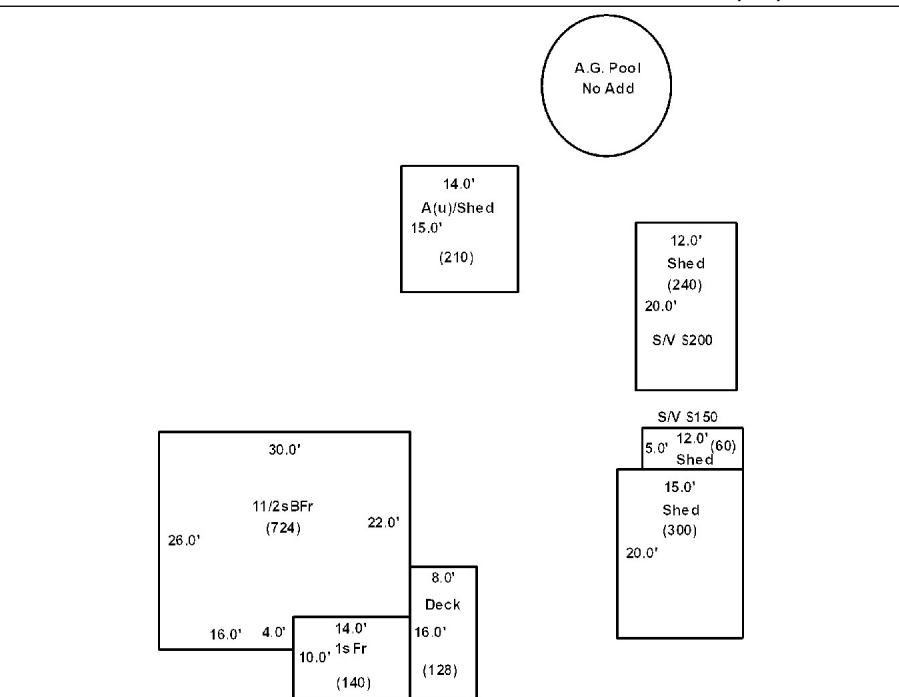 A.G. Pool
No Add
14.0'
A(u)/Shed
15.0'
(210)
12.0'
Shed
(240)
20.0'
S/V $200
S/V $150
5.0' 12.0' (60)
Shed
15.0'
Shed
(300)
20.0'
30.0'
11/2sBFr
(724)
22.0'
26.0'
16.0' 4.0'
8.0'
Deck
16.0'
(128)
14.0'
1sFr
10.0'
(140)